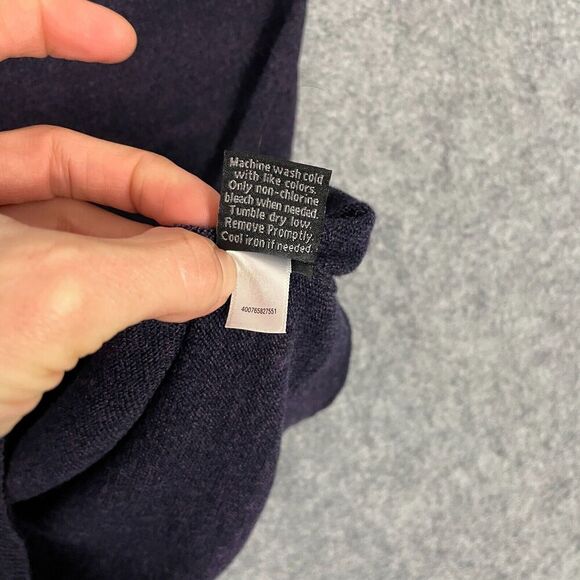 Machine wash cold
with like colors.
Only non-chlorine
bleach when needed.
Tumble dry low.
Remove Promptly.
Cool iron if needed.
400765827551